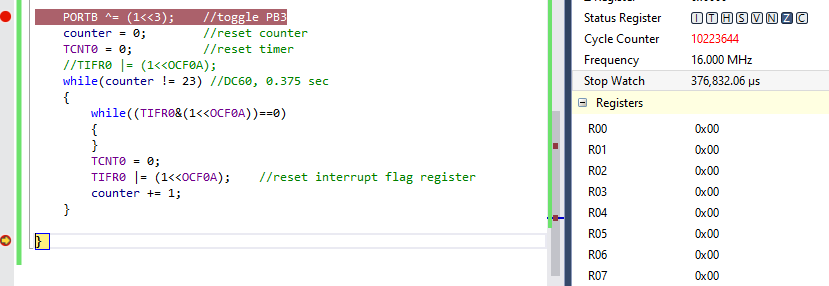 PORTB ^= (1<<3);    //toggle PB3
counter = 0;        //reset counter
TCNT0 = 0;          //reset timer
//TIFR0 |= (1<<OCF0A);
while(counter != 23) //DC60, 0.375 sec
{
while((TIFR0&(1<<OCF0A))==0)
{
}
TCNT0 = 0;
TIFR0 |= (1<<OCF0A);    //reset interrupt flag register
counter += 1;
}
}
Status Register I T H S V N Z C
Cycle Counter 10223644
Frequency 16.000 MHz
Stop Watch 376,832.06 µs
Registers
R00 0x00
R01 0x00
R02 0x00
R03 0x00
R04 0x00
R05 0x00
R06 0x00
R07 0x00